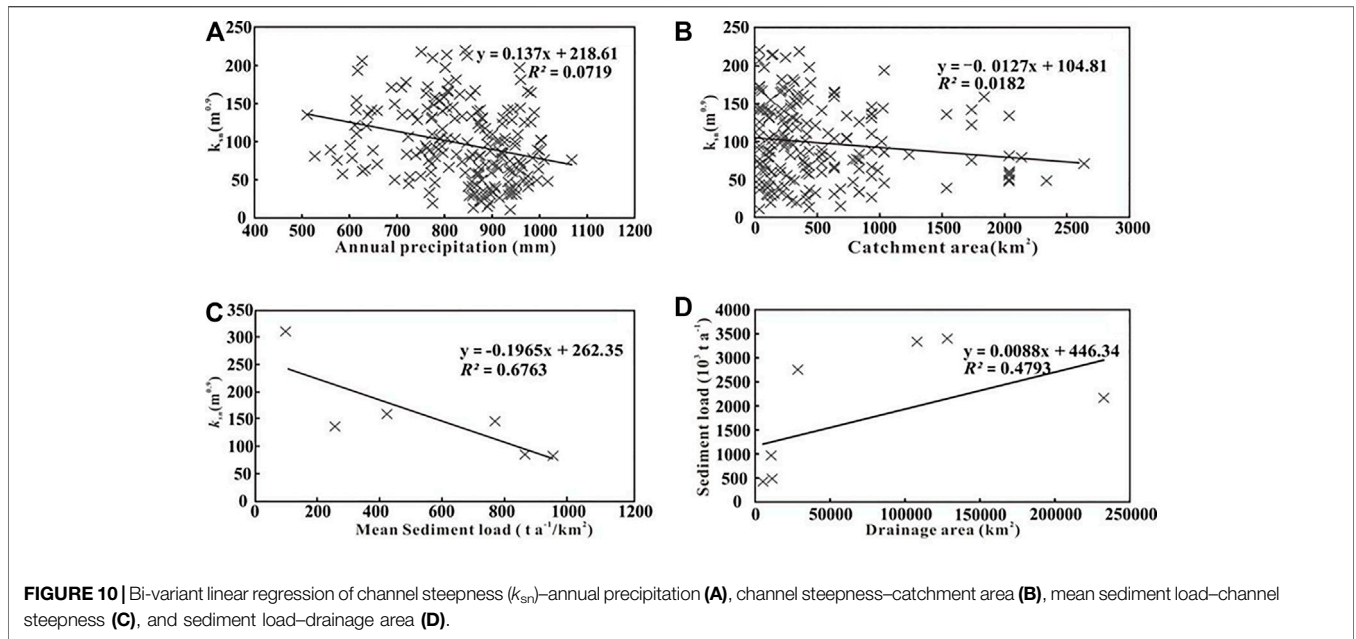 A
250
200
150
100
50
0
k_sn(m^0.9)
y = 0.137x + 218.61
R² = 0.0719
400 500 600 700 800 900 1000 1100 1200
Annual precipitation (mm)
B
250
200
150
100
50
0
k_sn(m^0.9)
y = −0. 0127x + 104.81
R² = 0.0182
0 500 1000 1500 2000 2500 3000
Catchment area(km²)
C
350
300
250
200
150
100
50
0
k_sn(m^0.9)
y = -0.1965x + 262.35
R² = 0.6763
0 200 400 600 800 1000 1200
Mean Sediment load ( t a⁻¹/km²)
D
4000
3500
3000
2500
2000
1500
1000
500
0
Sediment load (10³ t a⁻¹)
y = 0.0088x + 446.34
R² = 0.4793
0 50000 100000 150000 200000 250000
Drainage area (km²)
FIGURE 10 | Bi-variant linear regression of channel steepness (k_sn)–annual precipitation (A), channel steepness–catchment area (B), mean sediment load–channel
steepness (C), and sediment load–drainage area (D).